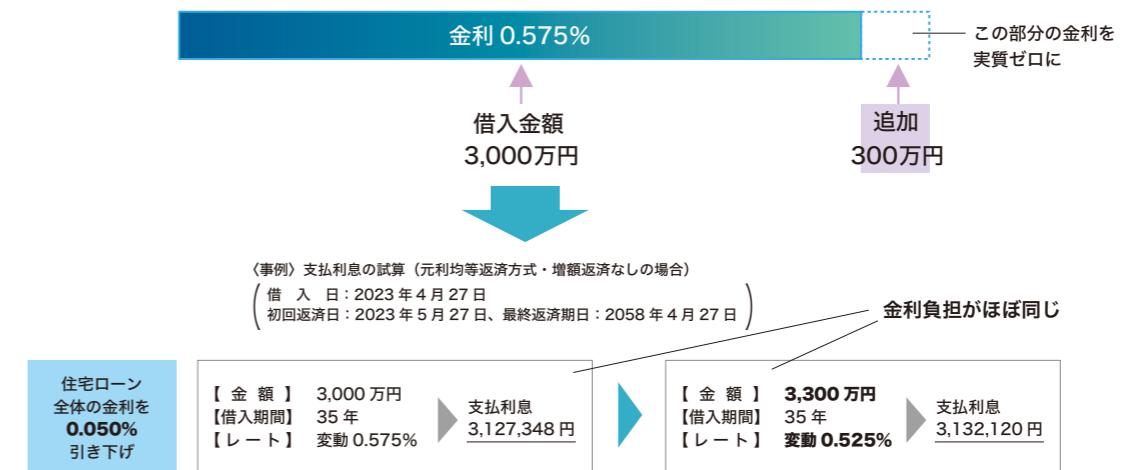 金利 0.575%
この部分の金利を
実質ゼロに
借入金額
3,000万円
追加
300万円
〈事例〉支払利息の試算（元利均等返済方式・増額返済なしの場合）
借　入　日：2023 年 4 月 27 日
初回返済日：2023 年 5 月 27 日、最終返済期日：2058 年 4 月 27 日
金利負担がほぼ同じ
住宅ローン
全体の金利を
0.050%
引き下げ
【 金 額 】 3,000 万円
【借入期間】 35 年
【レート】 変動 0.575%
支払利息
3,127,348 円
【 金 額 】 3,300 万円
【借入期間】 35 年
【レート】 変動 0.525%
支払利息
3,132,120 円